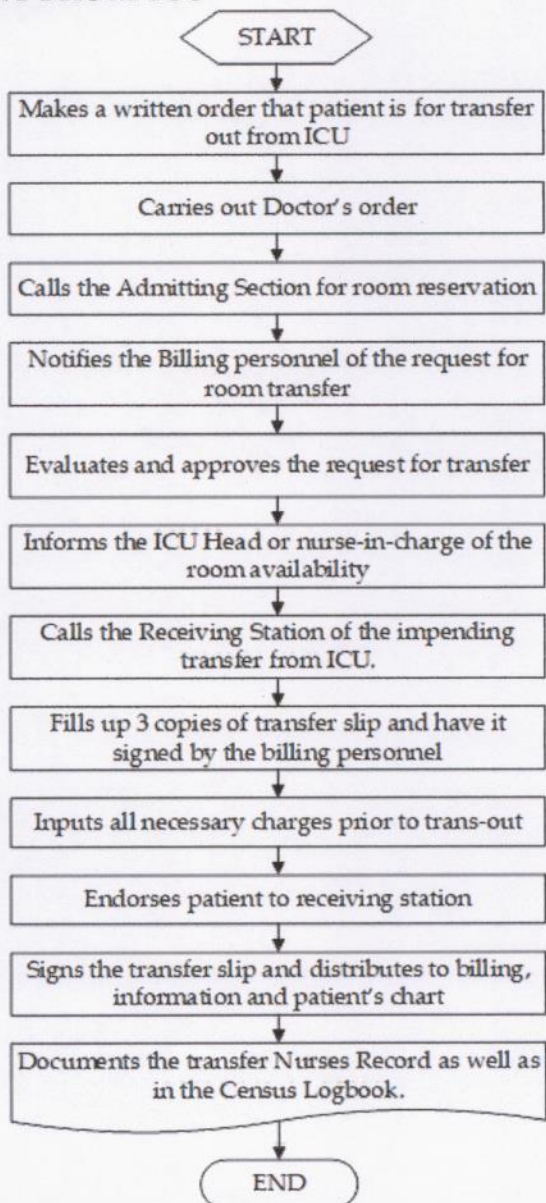 START
Makes a written order that patient is for transfer
out from ICU
Carries out Doctor's order
Calls the Admitting Section for room reservation
Notifies the Billing personnel of the request for
room transfer
Evaluates and approves the request for transfer
Informs the ICU Head or nurse-in-charge of the
room availability
Calls the Receiving Station of the impending
transfer from ICU.
Fills up 3 copies of transfer slip and have it
signed by the billing personnel
Inputs all necessary charges prior to trans-out
Endorses patient to receiving station
Signs the transfer slip and distributes to billing,
information and patient's chart
Documents the transfer Nurses Record as well as
in the Census Logbook.
END